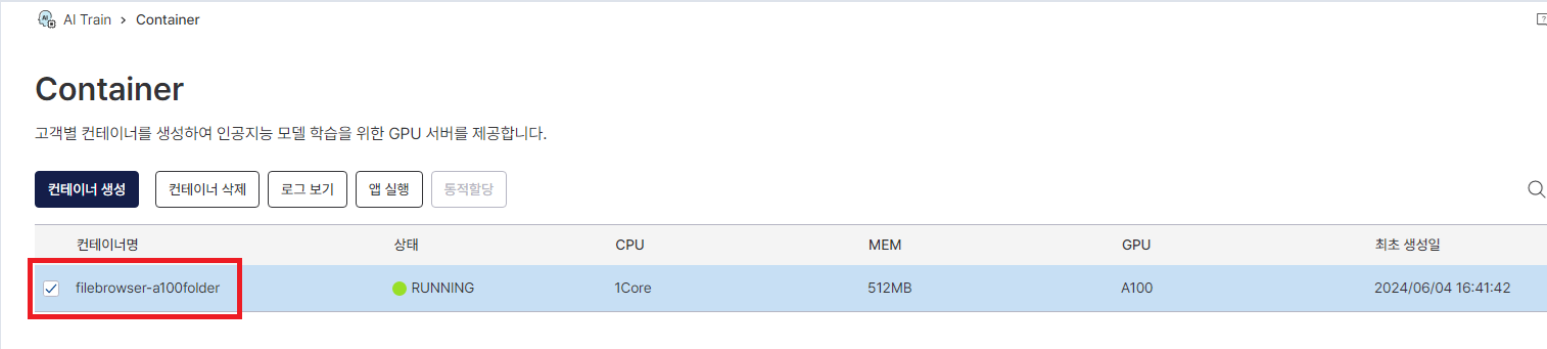 AI Train > Container
Container
고객별 컨테이너를 생성하여 인공지능 모델 학습을 위한 GPU 서버를 제공합니다.
컨테이너 생성 컨테이너 삭제 로그 보기 앱 실행 동적할당
컨테이너명 상태 CPU MEM GPU 최초 생성일
filebrowser-a100folder RUNNING 1Core 512MB A100 2024/06/04 16:41:42